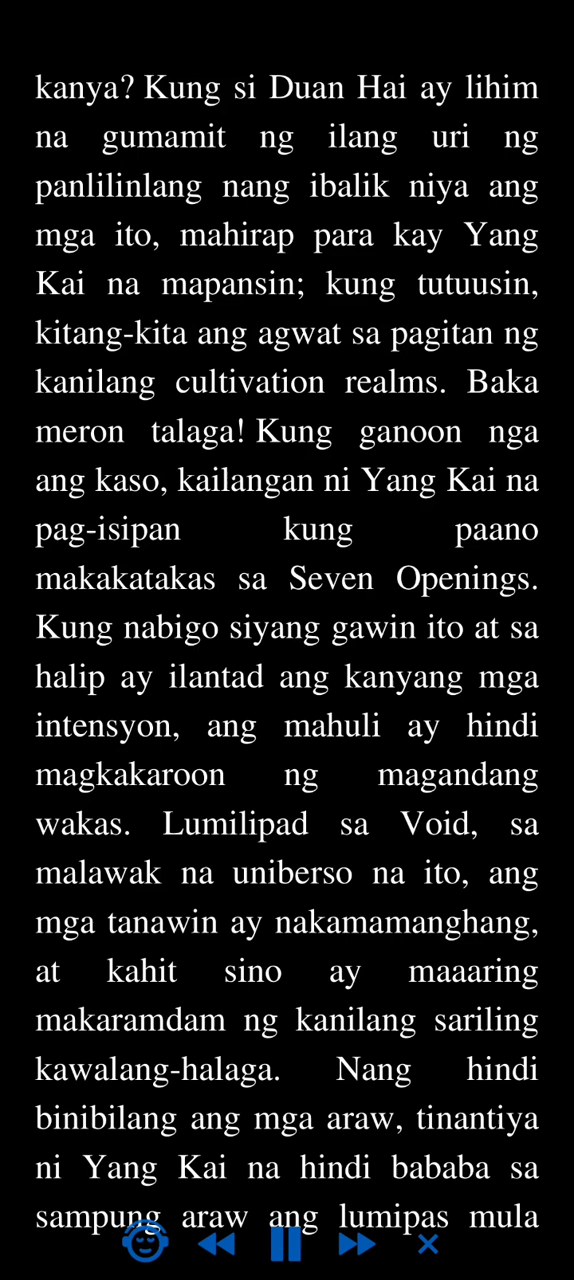 kanya? Kung si Duan Hai ay lihim
na gumamit ng ilang uri ng
panlilinlang nang ibalik niya ang
mga ito, mahirap para kay Yang
Kai na mapansin; kung tutuusin,
kitang-kita ang agwat sa pagitan ng
kanilang cultivation realms. Baka
meron talaga! Kung ganoon nga
ang kaso, kailangan ni Yang Kai na
pag-isipan kung paano
makakatakas sa Seven Openings.
Kung nabigo siyang gawin ito at sa
halip ay ilantad ang kanyang mga
intensyon, ang mahuli ay hindi
magkakaroon ng magandang
wakas. Lumilipad sa Void, sa
malawak na uniberso na ito, ang
mga tanawin ay nakamamanghang,
at kahit sino ay maaaring
makaramdam ng kanilang sariling
kawalang-halaga. Nang hindi
binibilang ang mga araw, tinantiya
ni Yang Kai na hindi bababa sa
sampung araw ang lumipas mula